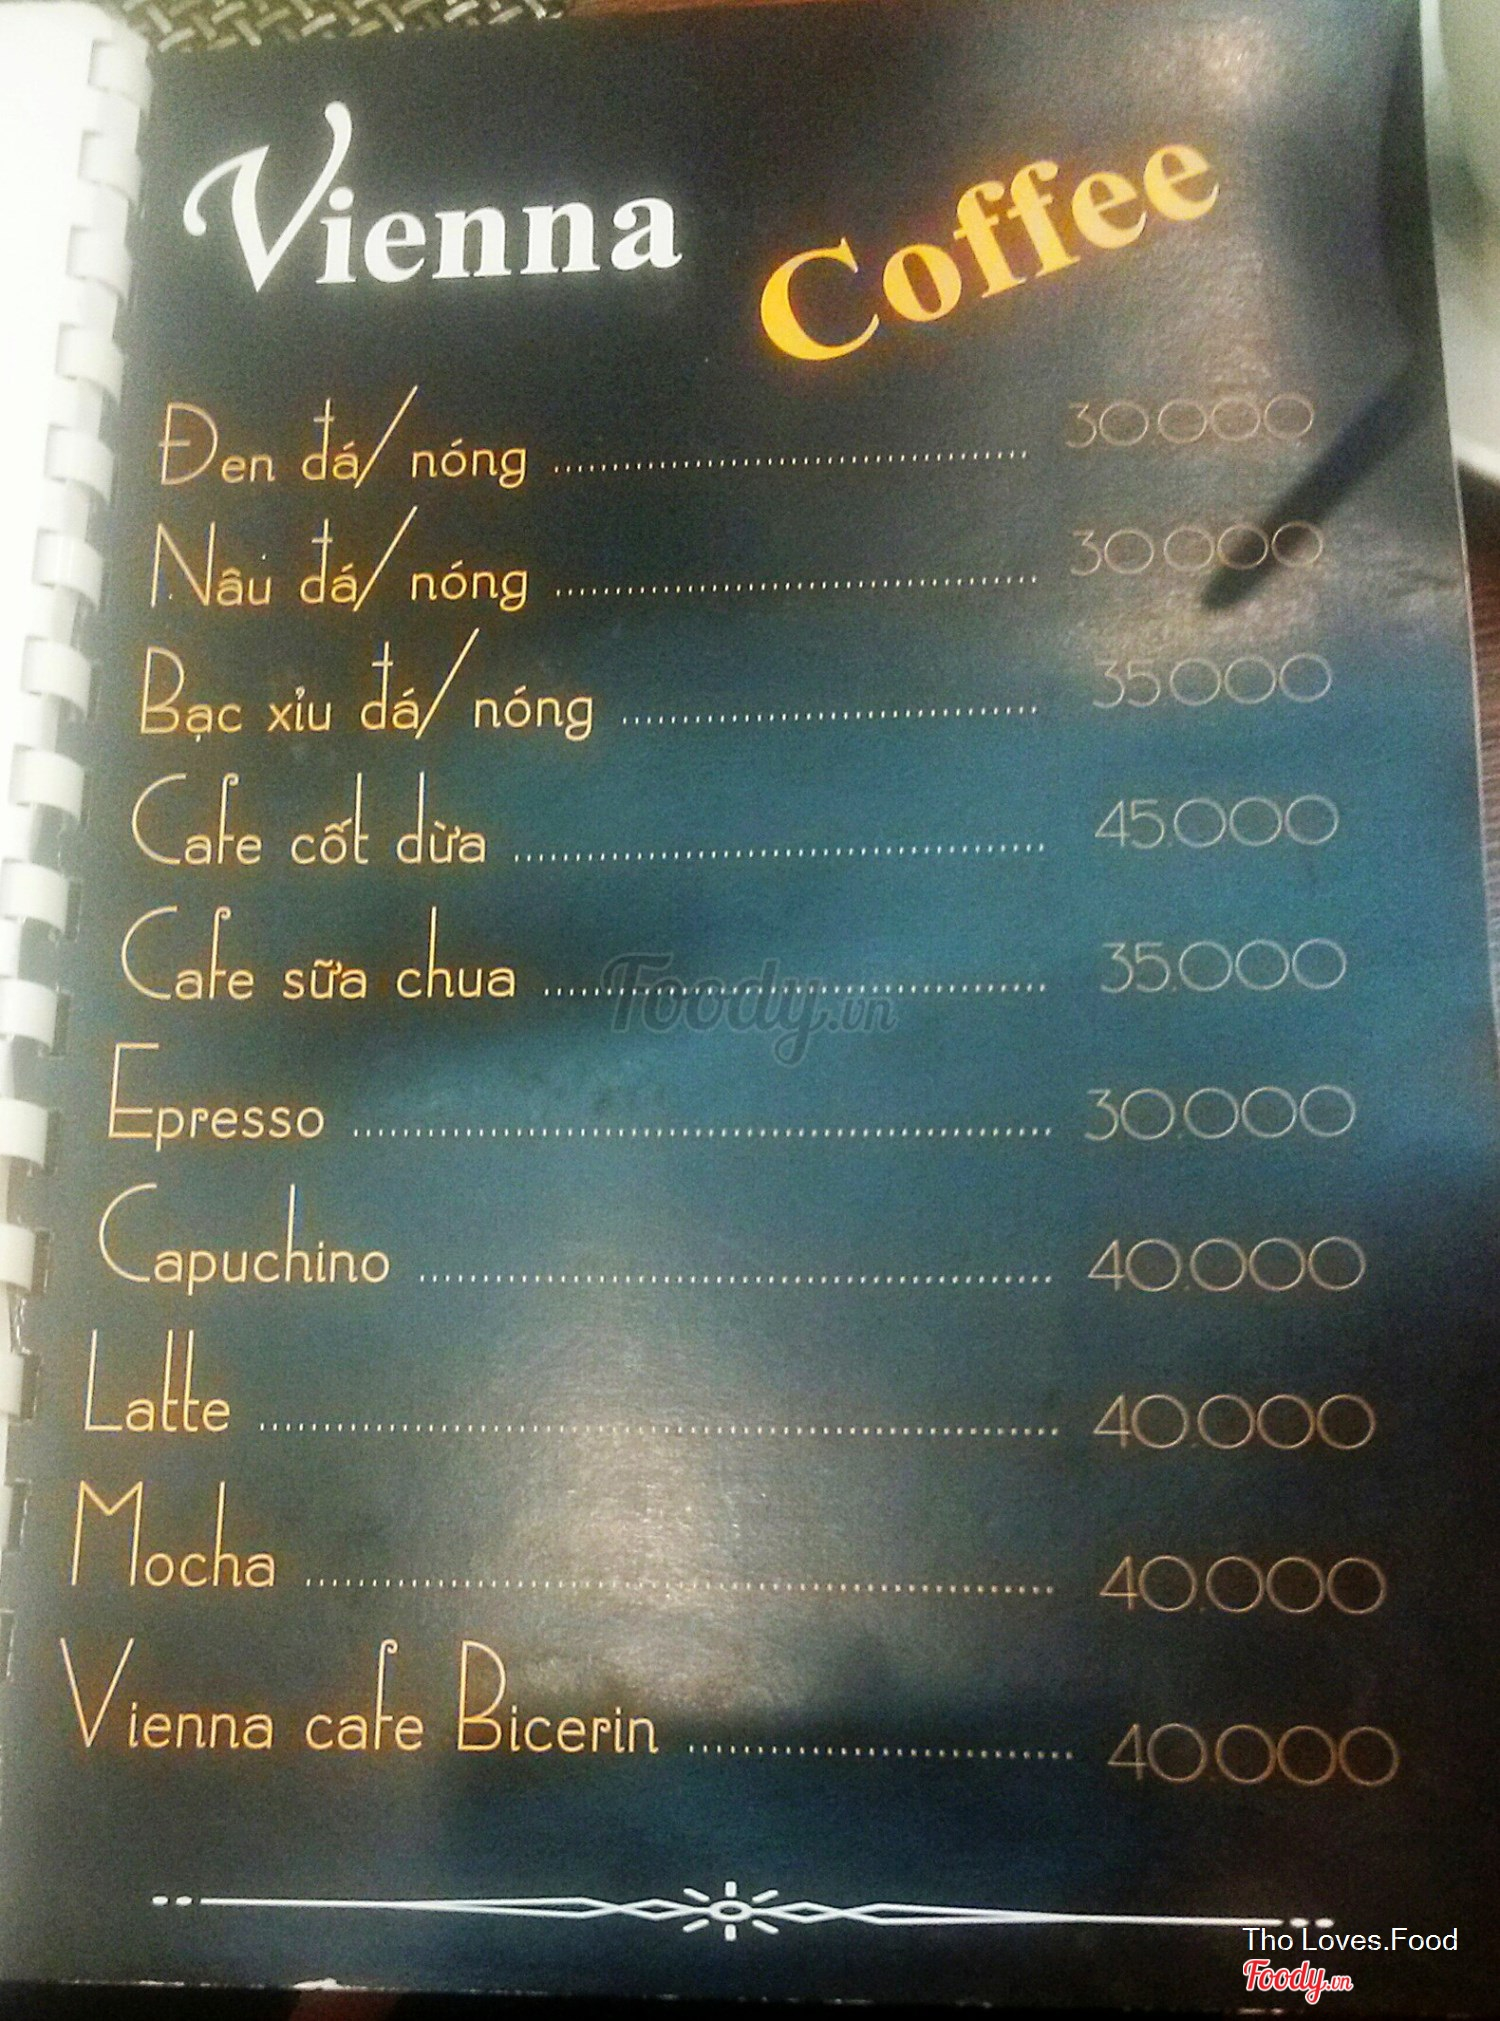 Vienna Coffee
Đen đá/ nóng ........ 30.000
Nâu đá/ nóng ........ 30.000
Bạc xỉu đá/ nóng ........ 35.000
Cafe cốt dừa ........ 45.000
Cafe sữa chua ........ 35.000
Epresso ........ 30.000
Capuchino ........ 40.000
Latte ........ 40.000
Mocha ........ 40.000
Vienna cafe Bicerin ........ 40.000
Foody.vn
Tho Loves.Food
Foody.vn